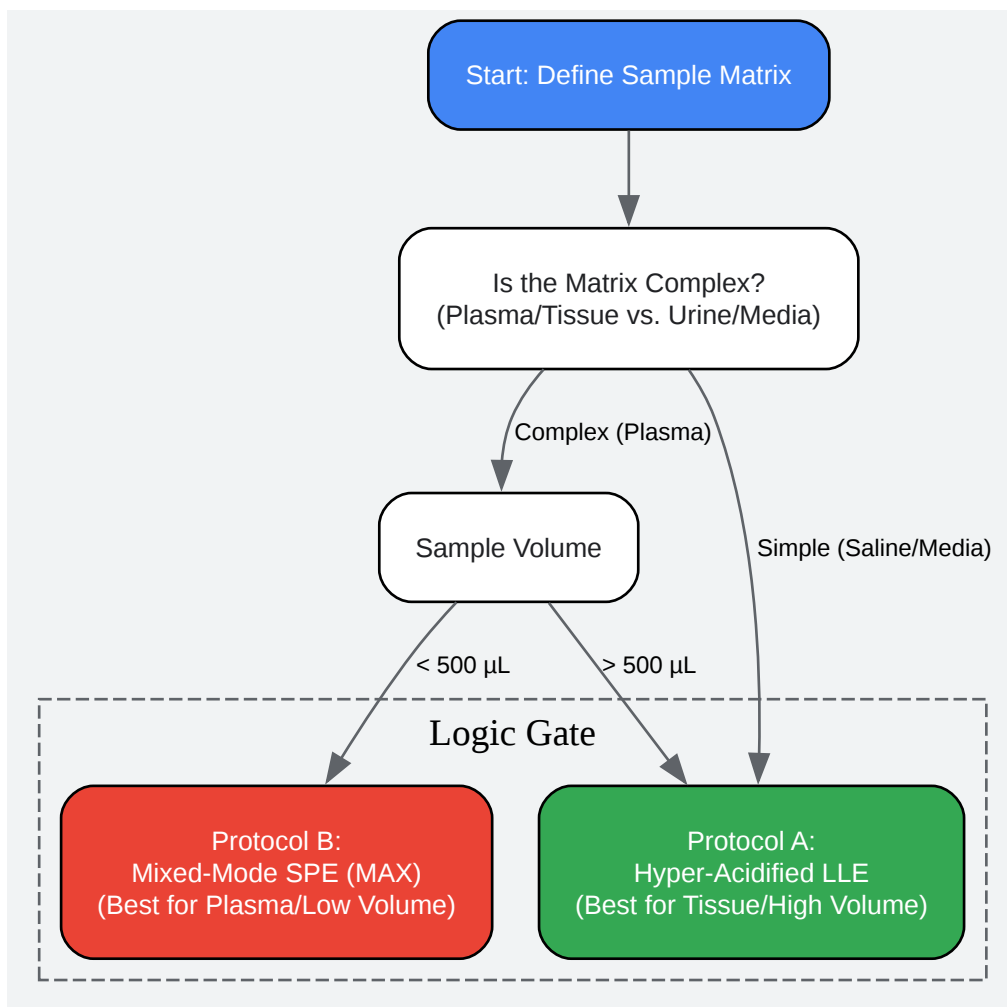 Start: Define Sample Matrix
Is the Matrix Complex?
(Plasma/Tissue vs. Urine/Media)
Complex (Plasma)
Sample Volume
Simple (Saline/Media)
< 500 µL
> 500 µL
Logic Gate
Protocol B:
Mixed-Mode SPE (MAX)
(Best for Plasma/Low Volume)
Protocol A:
Hyper-Acidified LLE
(Best for Tissue/High Volume)